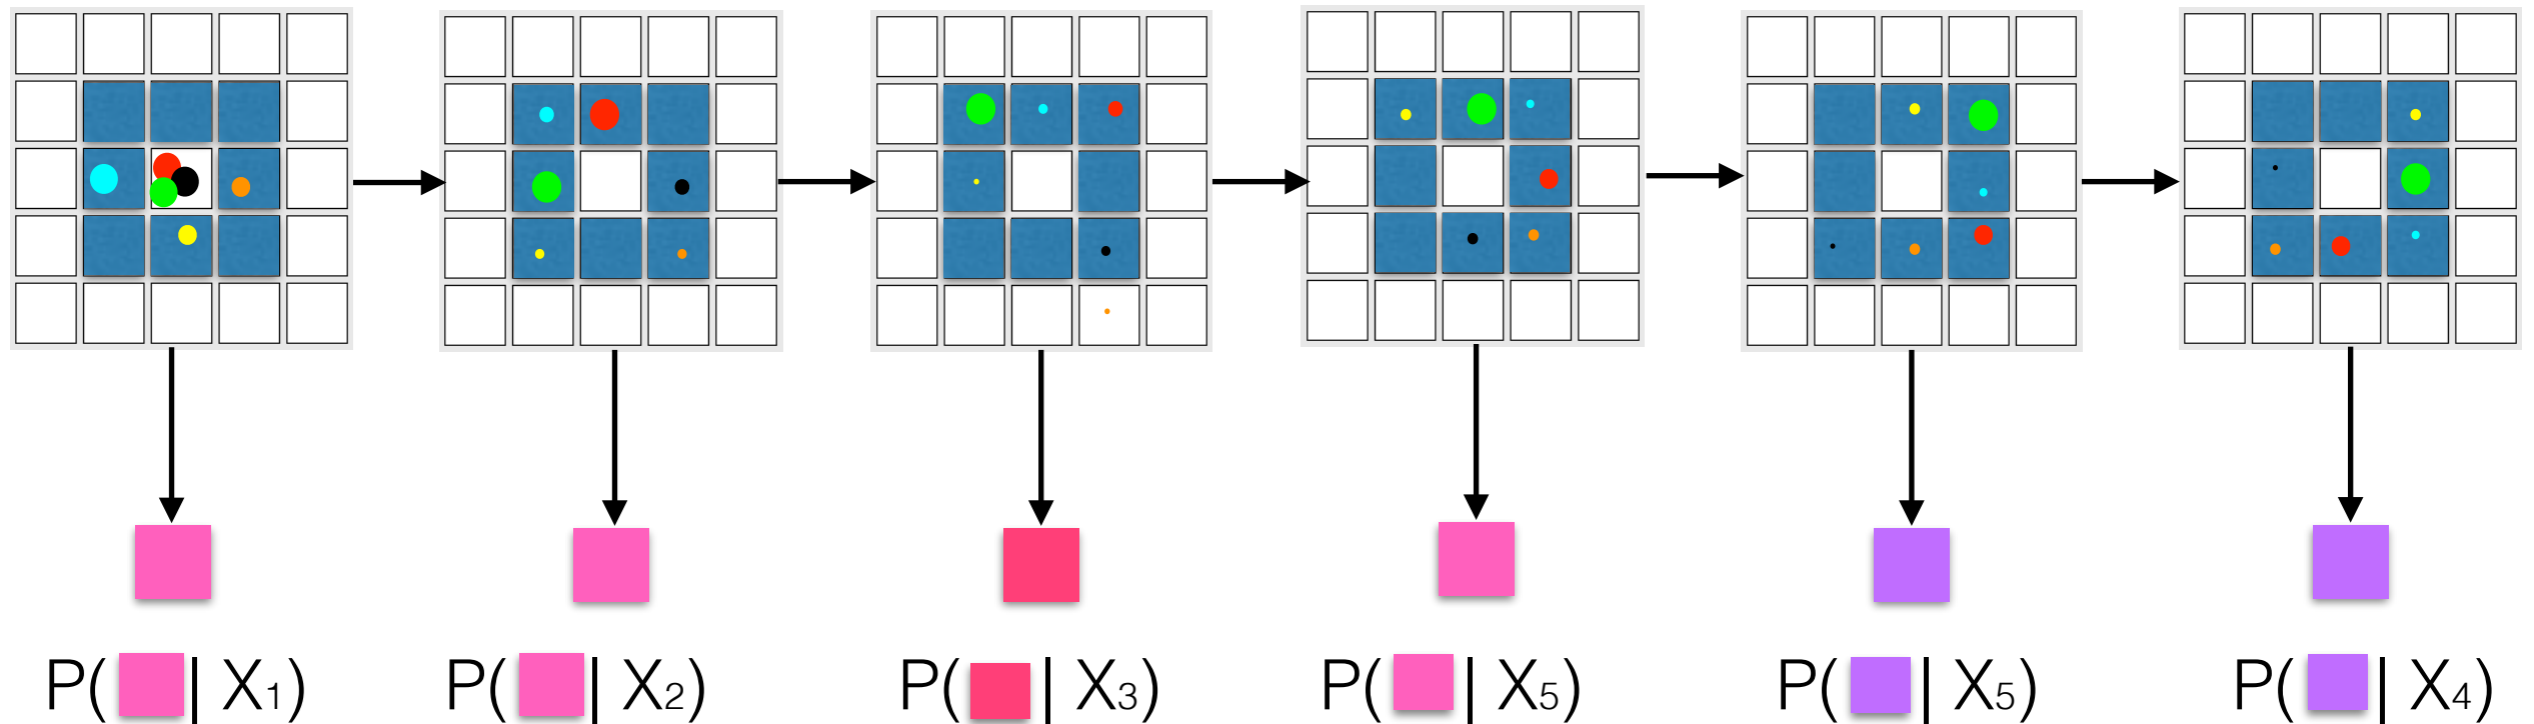 P( | X1) P( | X2) P( | X3) P( | X5) P( | X5) P( | X4)